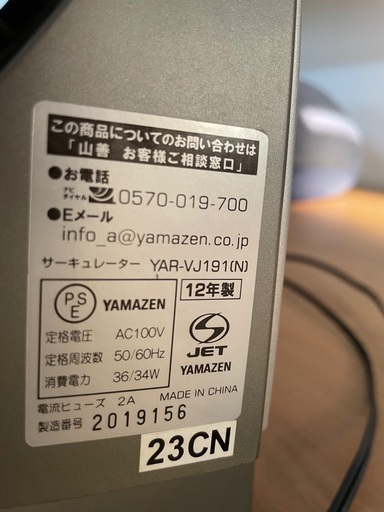 この商品についてのお問い合わせは
「山善 お客様ご相談窓口」
●お電話
ナビダイヤル 0570-019-700
●Eメール
info_a@yamazen.co.jp
サーキュレーター YAR-VJ191(N)
PSE YAMAZEN
12年製
定格電圧 AC100V
定格周波数 50/60Hz
消費電力 36/34W
JET
YAMAZEN
電流ヒューズ 2A
MADE IN CHINA
製造番号 2019156
23CN